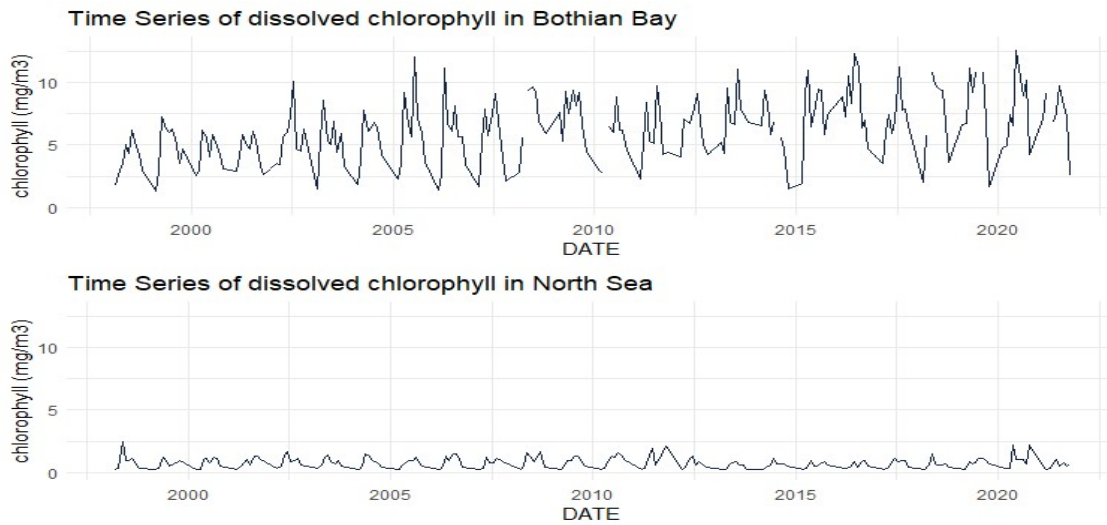 Time Series of dissolved chlorophyll in Bothian Bay
chlorophyll (mg/m3)
10
5
0
2000 2005 2010 2015 2020
DATE
Time Series of dissolved chlorophyll in North Sea
chlorophyll (mg/m3)
10
5
0
2000 2005 2010 2015 2020
DATE